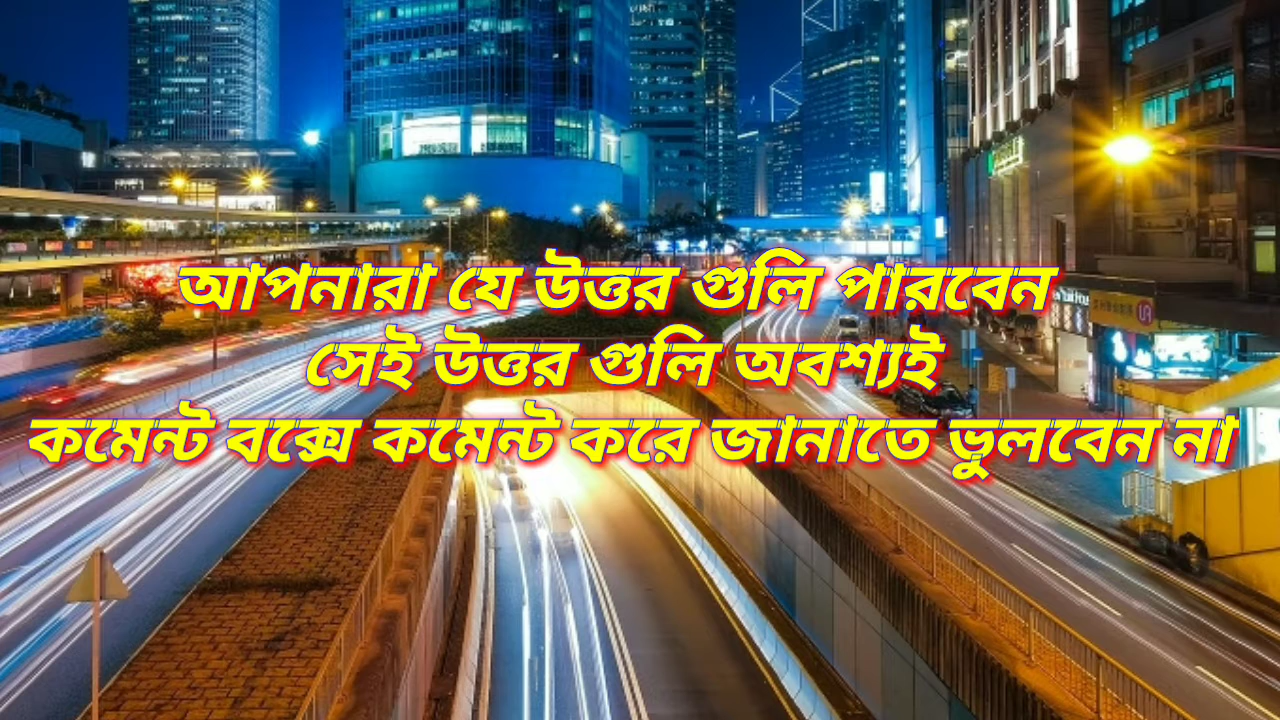 আপনারা যে উত্তর গুলি পারবেন
সেই উত্তর গুলি অবশ্যই
কমেন্ট বক্সে কমেন্ট করে জানাতে ভুলবেন না